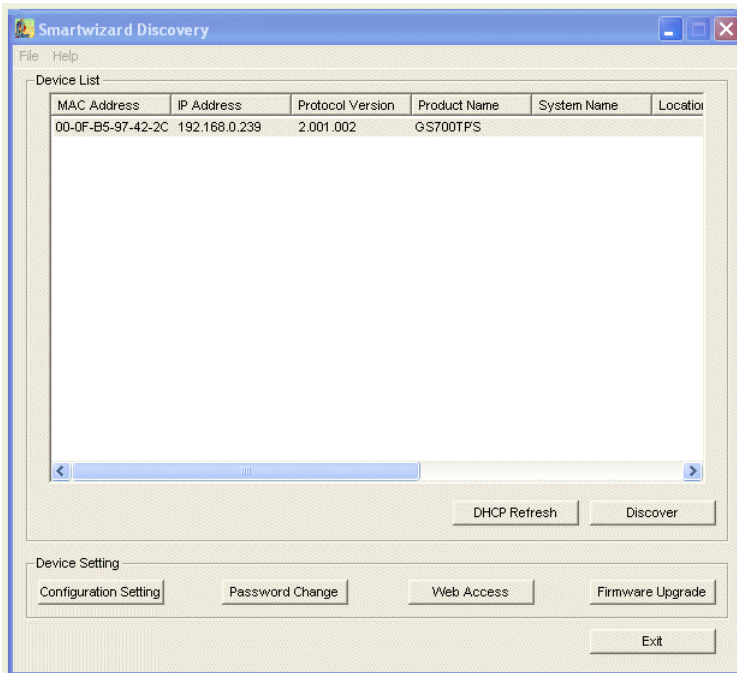 Smartwizard Discovery
File Help
Device List
MAC Address IP Address Protocol Version Product Name System Name Location
00-0F-B5-97-42-2C 192.168.0.239 2.001.002 GS700TP'S
DHCP Refresh Discover
Device Setting
Configuration Setting Password Change Web Access Firmware Upgrade
Exit